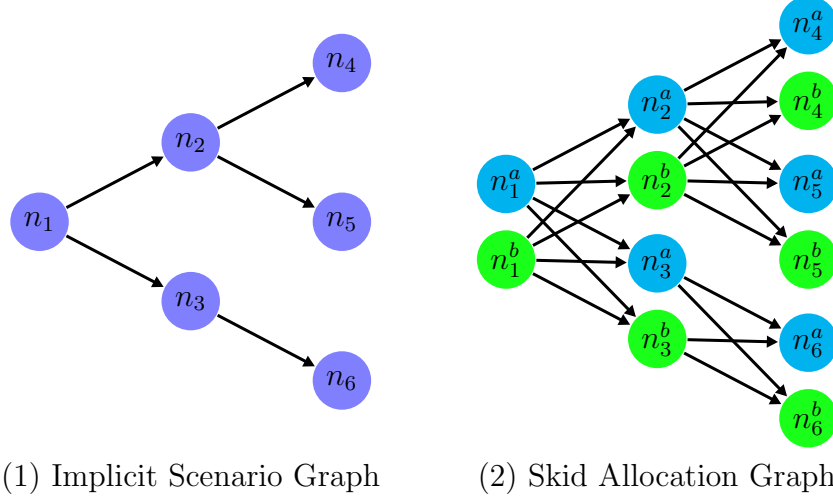 n₁
n₂
n₃
n₄
n₅
n₆
(1) Implicit Scenario Graph
n₁ᵃ
n₁ᵇ
n₂ᵃ
n₂ᵇ
n₃ᵃ
n₃ᵇ
n₄ᵃ
n₄ᵇ
n₅ᵃ
n₅ᵇ
n₆ᵃ
n₆ᵇ
(2) Skid Allocation Graph